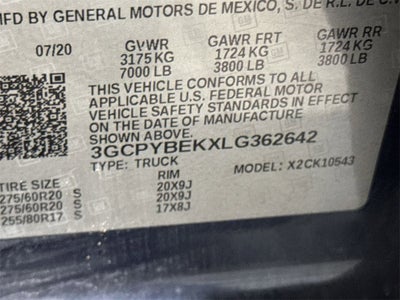 MFD BY GENERAL MOTORS DE MEXICO, S. DE R.L. DE C.V.
07/20 GVWR GAWR FRT GAWR RR
3175 KG 1724 KG 1724 KG
7000 LB 3800 LB 3800 LB
THIS VEHICLE CONFORMS TO ALL
APPLICABLE U.S. FEDERAL MOTOR
VEHICLE SAFETY STANDARDS IN EFFECT
ON THE DATE OF MANUFACTURE
SHOWN ABOVE.
3GCPYBEKXLG362642
TYPE: TRUCK MODEL: X2CK10543
TIRE SIZE RIM
275/60R20 S 20X9J
275/60R20 S 20X9J
255/80R17 S 17X8J